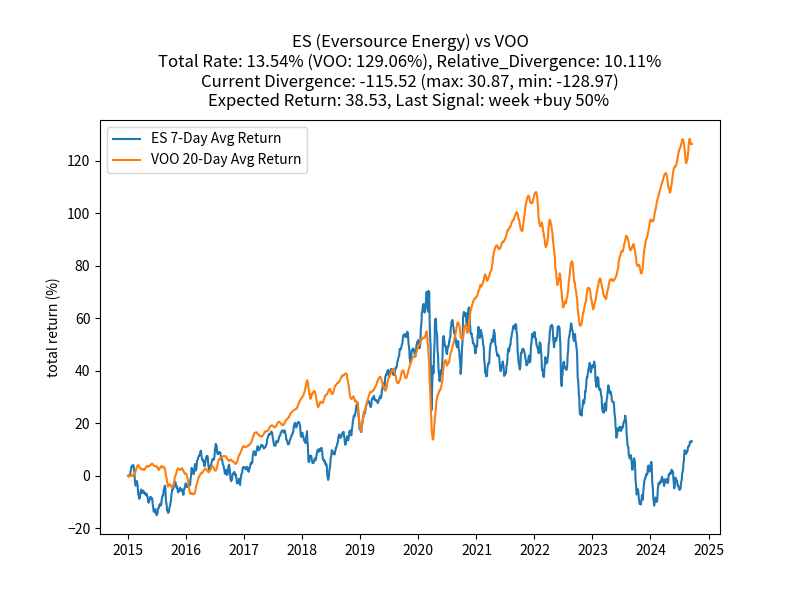 ES (Eversource Energy) vs VOO
Total Rate: 13.54% (VOO: 129.06%), Relative_Divergence: 10.11%
Current Divergence: -115.52 (max: 30.87, min: -128.97)
Expected Return: 38.53, Last Signal: week +buy 50%
ES 7-Day Avg Return
VOO 20-Day Avg Return
total return (%)
120
100
80
60
40
20
0
−20
2015 2016 2017 2018 2019 2020 2021 2022 2023 2024 2025